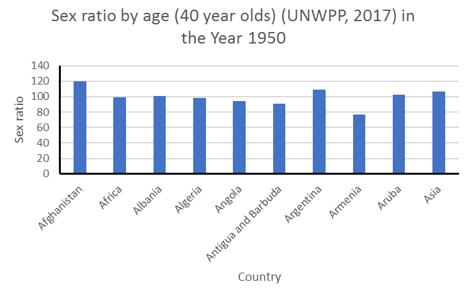 Sex ratio by age (40 year olds) (UNWPP, 2017) in
the Year 1950
140
120
100
80
60
40
20
0
Sex ratio
Afghanistan
Africa
Albania
Algeria
Angola
Antigua and Barbuda
Argentina
Armenia
Aruba
Asia
Country